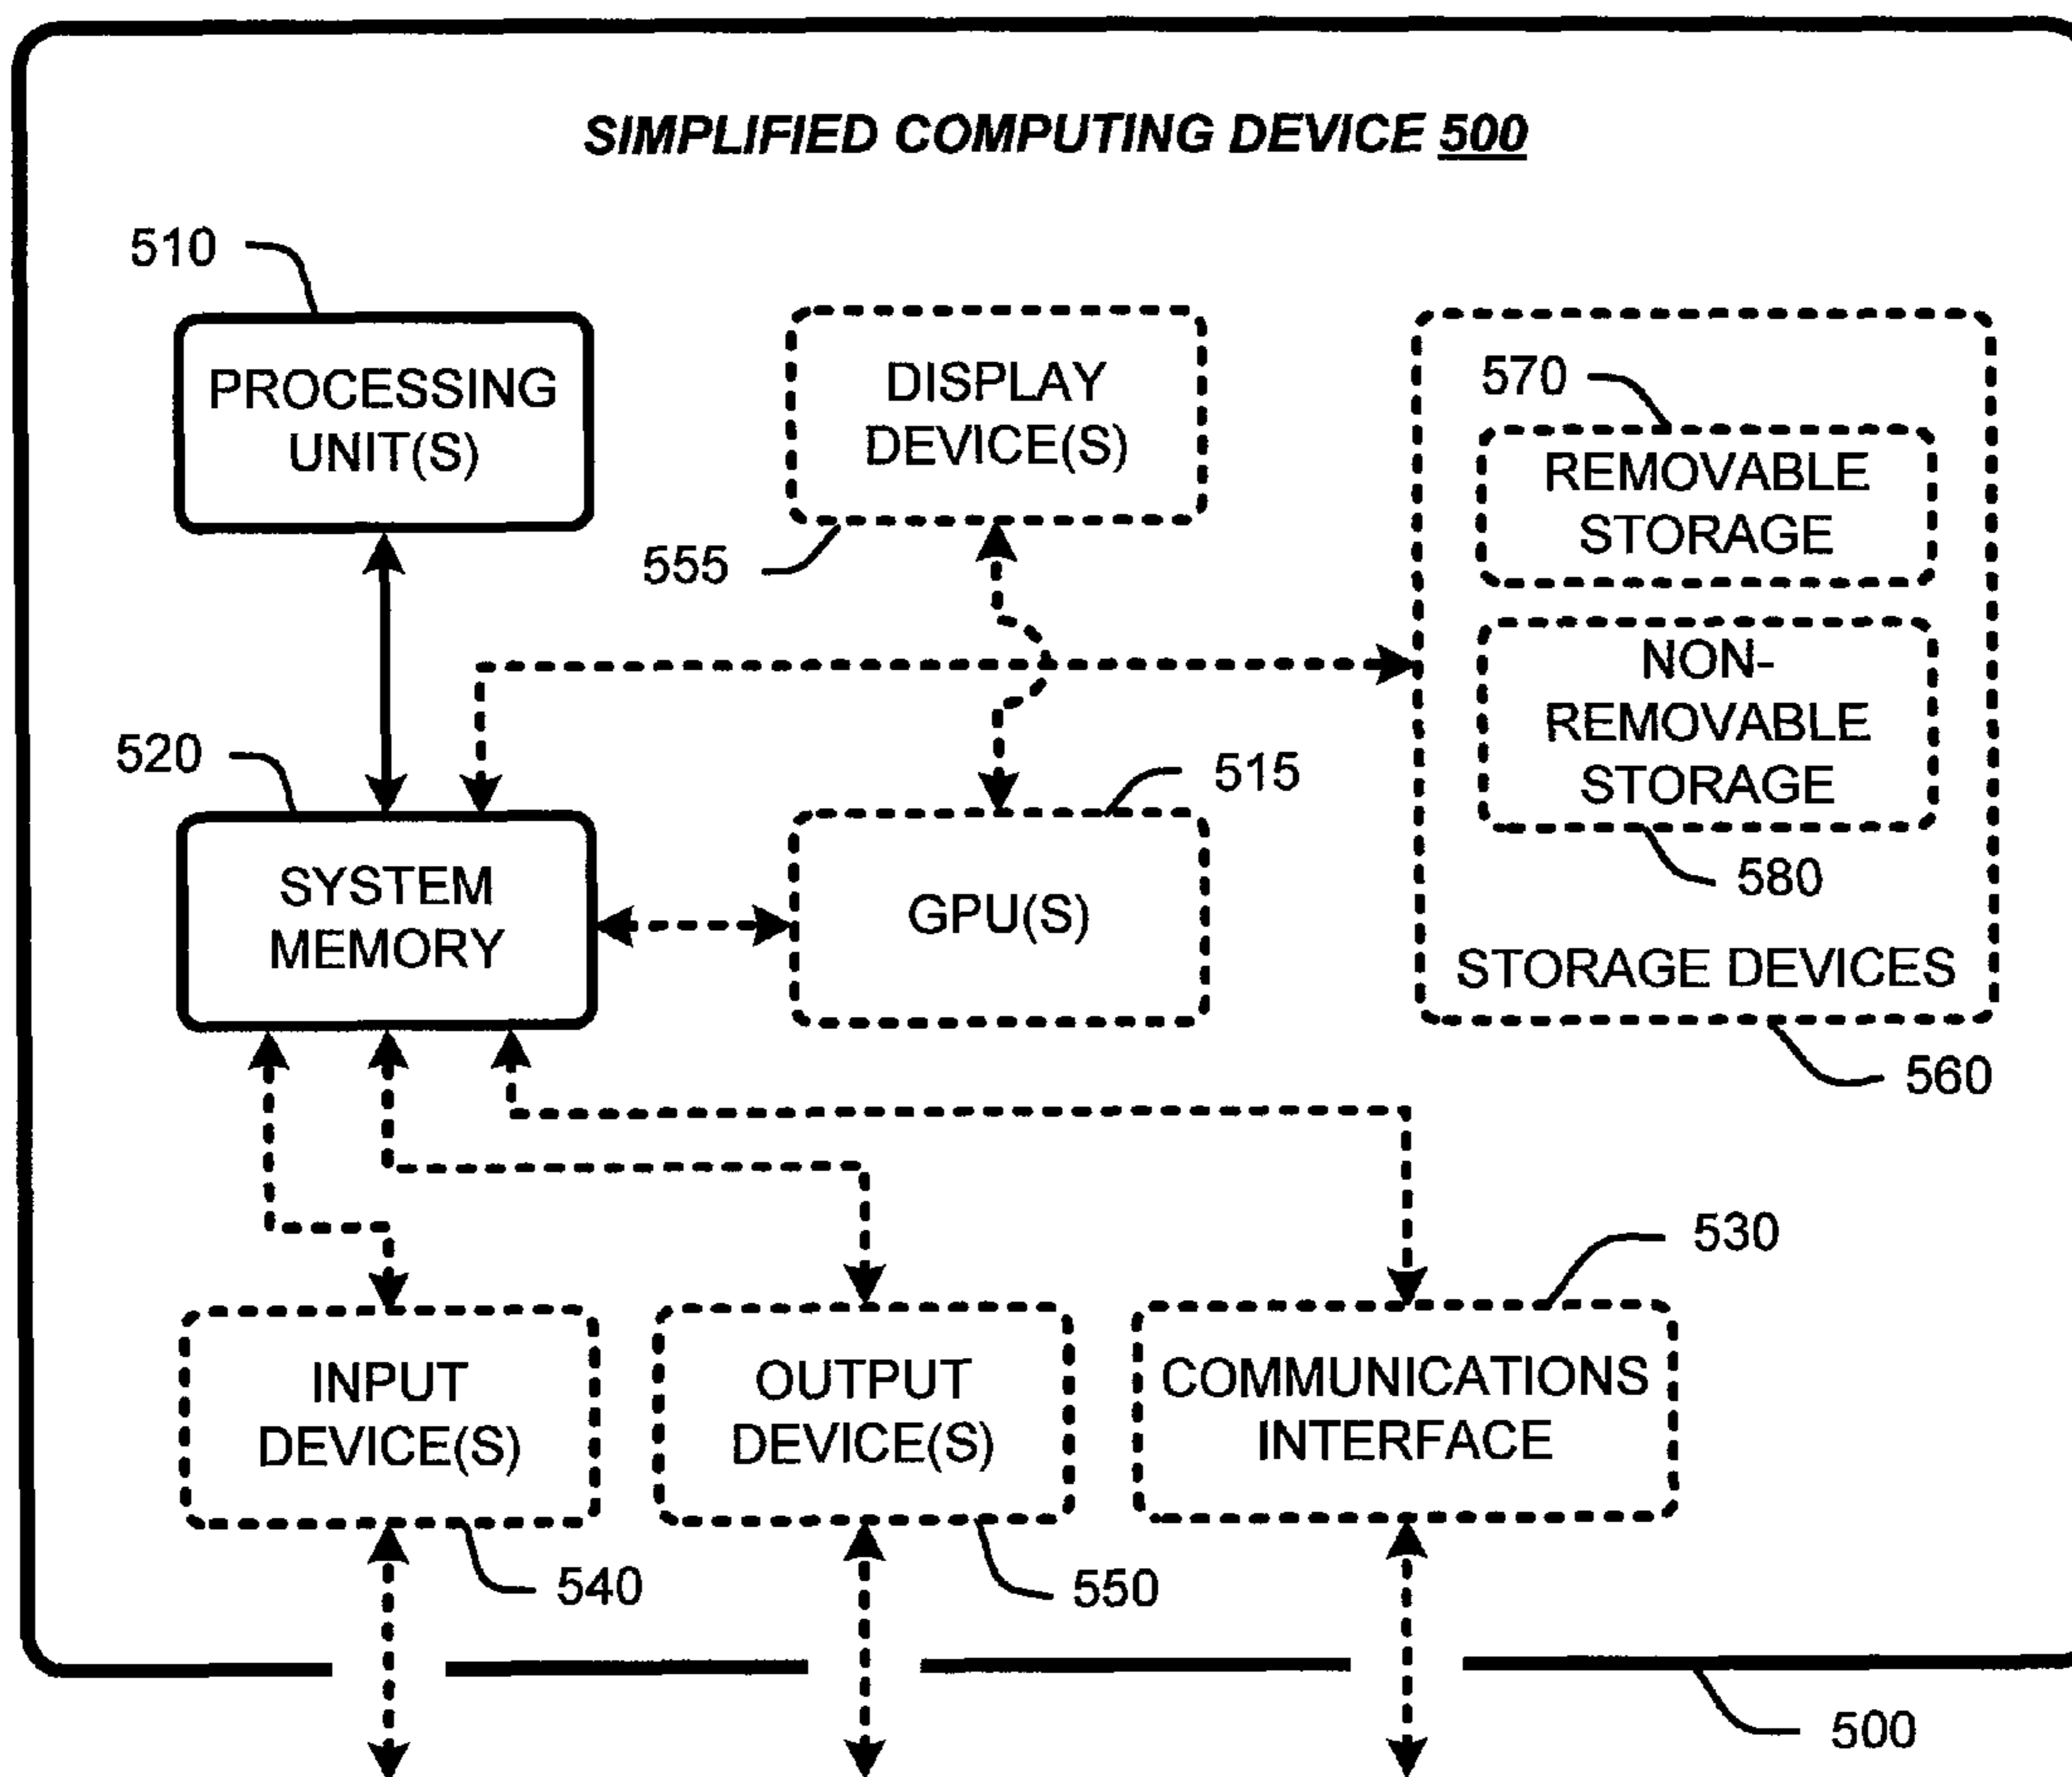 SIMPLIFIED COMPUTING DEVICE 500
510
PROCESSING
UNIT(S)
DISPLAY
DEVICE(S)
555
570
REMOVABLE
STORAGE
NON-
REMOVABLE
STORAGE
580
STORAGE DEVICES
560
520
SYSTEM
MEMORY
515
GPU(S)
530
INPUT
DEVICE(S)
540
OUTPUT
DEVICE(S)
550
COMMUNICATIONS
INTERFACE
500